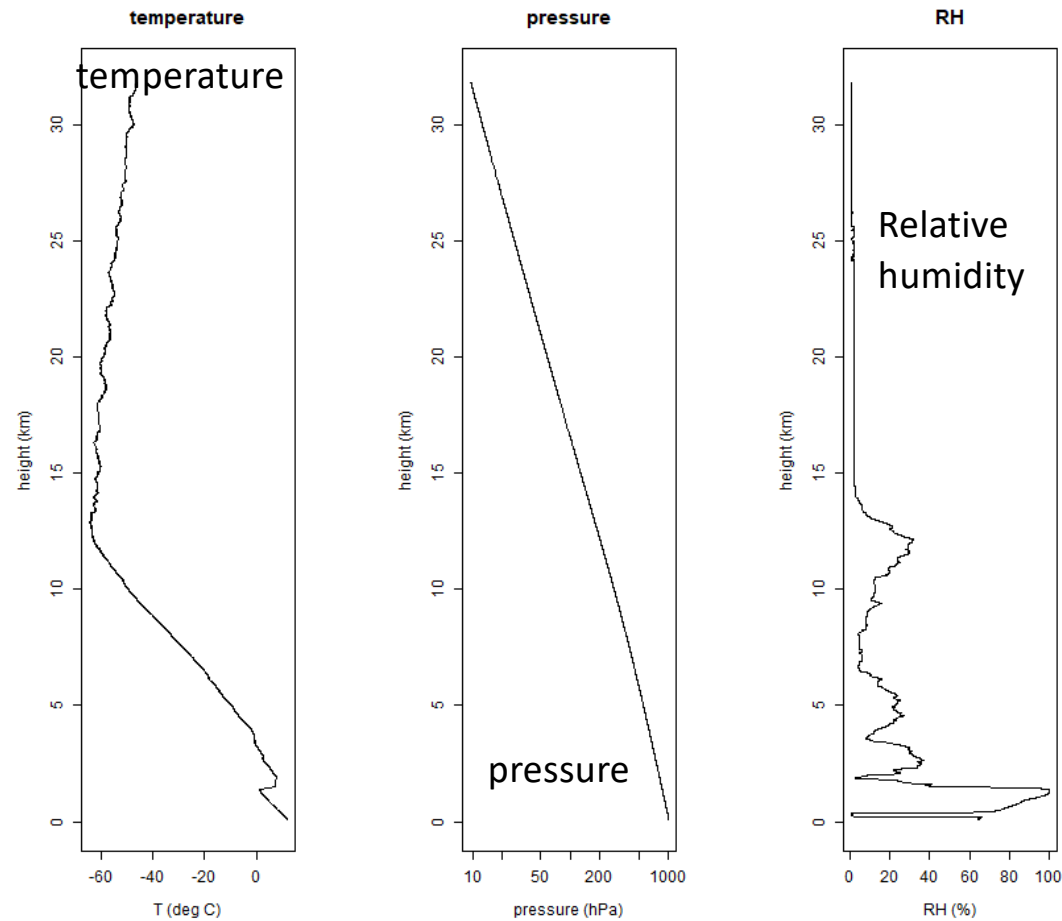 temperature
temperature
30
25
20
15
10
5
0
height (km)
-60
-40
-20
0
T (deg C)
pressure
30
25
20
15
10
5
0
height (km)
pressure
10
50
200
1000
pressure (hPa)
RH
30
25
20
15
10
5
0
height (km)
Relative
humidity
0
20
40
60
80
100
RH (%)